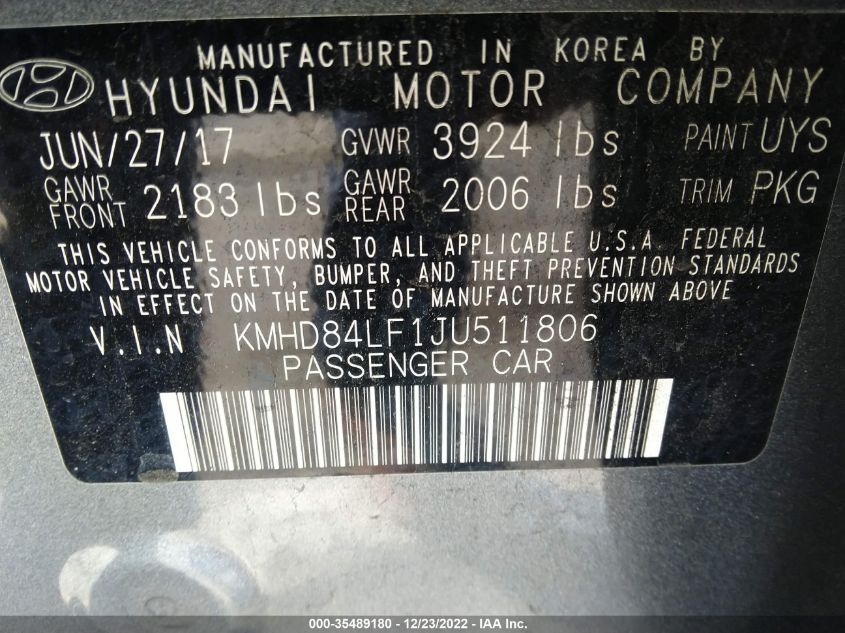 MANUFACTURED IN KOREA BY
HYUNDAI MOTOR COMPANY
JUN/27/17 GVWR 3924 lbs PAINT UYS
GAWR FRONT 2183 lbs GAWR REAR 2006 lbs TRIM PKG
THIS VEHICLE CONFORMS TO ALL APPLICABLE U.S.A. FEDERAL
MOTOR VEHICLE SAFETY, BUMPER, AND THEFT PREVENTION STANDARDS
IN EFFECT ON THE DATE OF MANUFACTURE SHOWN ABOVE
V.I.N KMHD84LF1JU511806
PASSENGER CAR
000-35489180 - 12/23/2022 - IAA Inc.